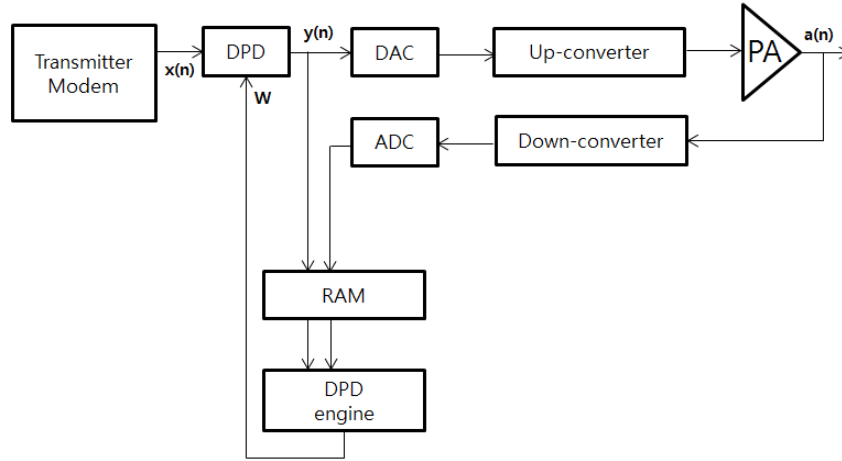 Transmitter
Modem
x(n)
DPD
W
y(n)
DAC
Up-converter
PA
a(n)
ADC
Down-converter
RAM
DPD
engine